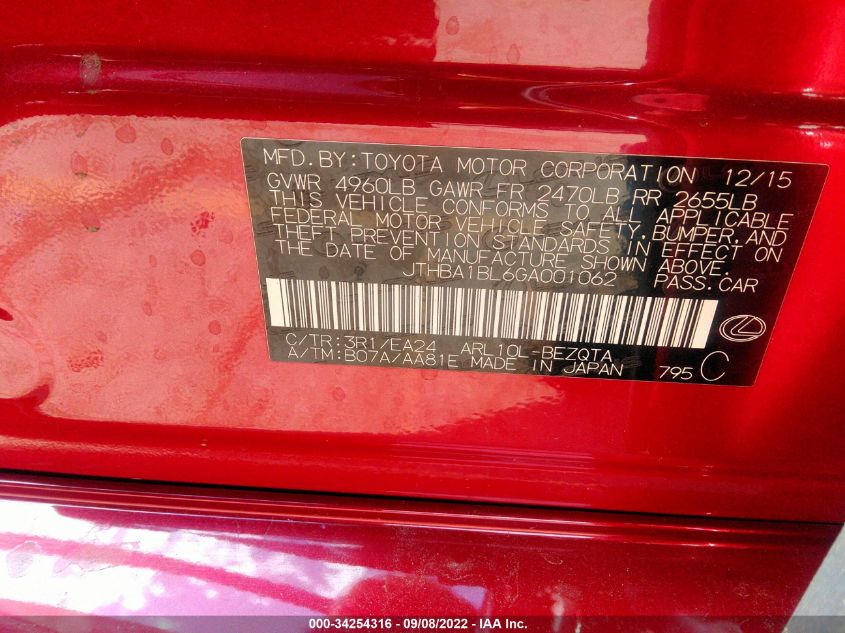 MFD.BY:TOYOTA MOTOR CORPORATION 12/15
GVWR 4960LB GAWR FR 2470LB RR 2655LB
THIS VEHICLE CONFORMS TO ALL APPLICABLE
FEDERAL MOTOR VEHICLE SAFETY,BUMPER,AND
THEFT PREVENTION STANDARDS IN EFFECT ON
THE DATE OF MANUFACTURE SHOWN ABOVE.
JTHBA1BL6GA001062 PASS.CAR
C/TR:3R1/EA24 ARL10L-BEZQTA
A/TM:B07A/AA81E MADE IN JAPAN 795 C
000-34254316 - 09/08/2022 - IAA Inc.